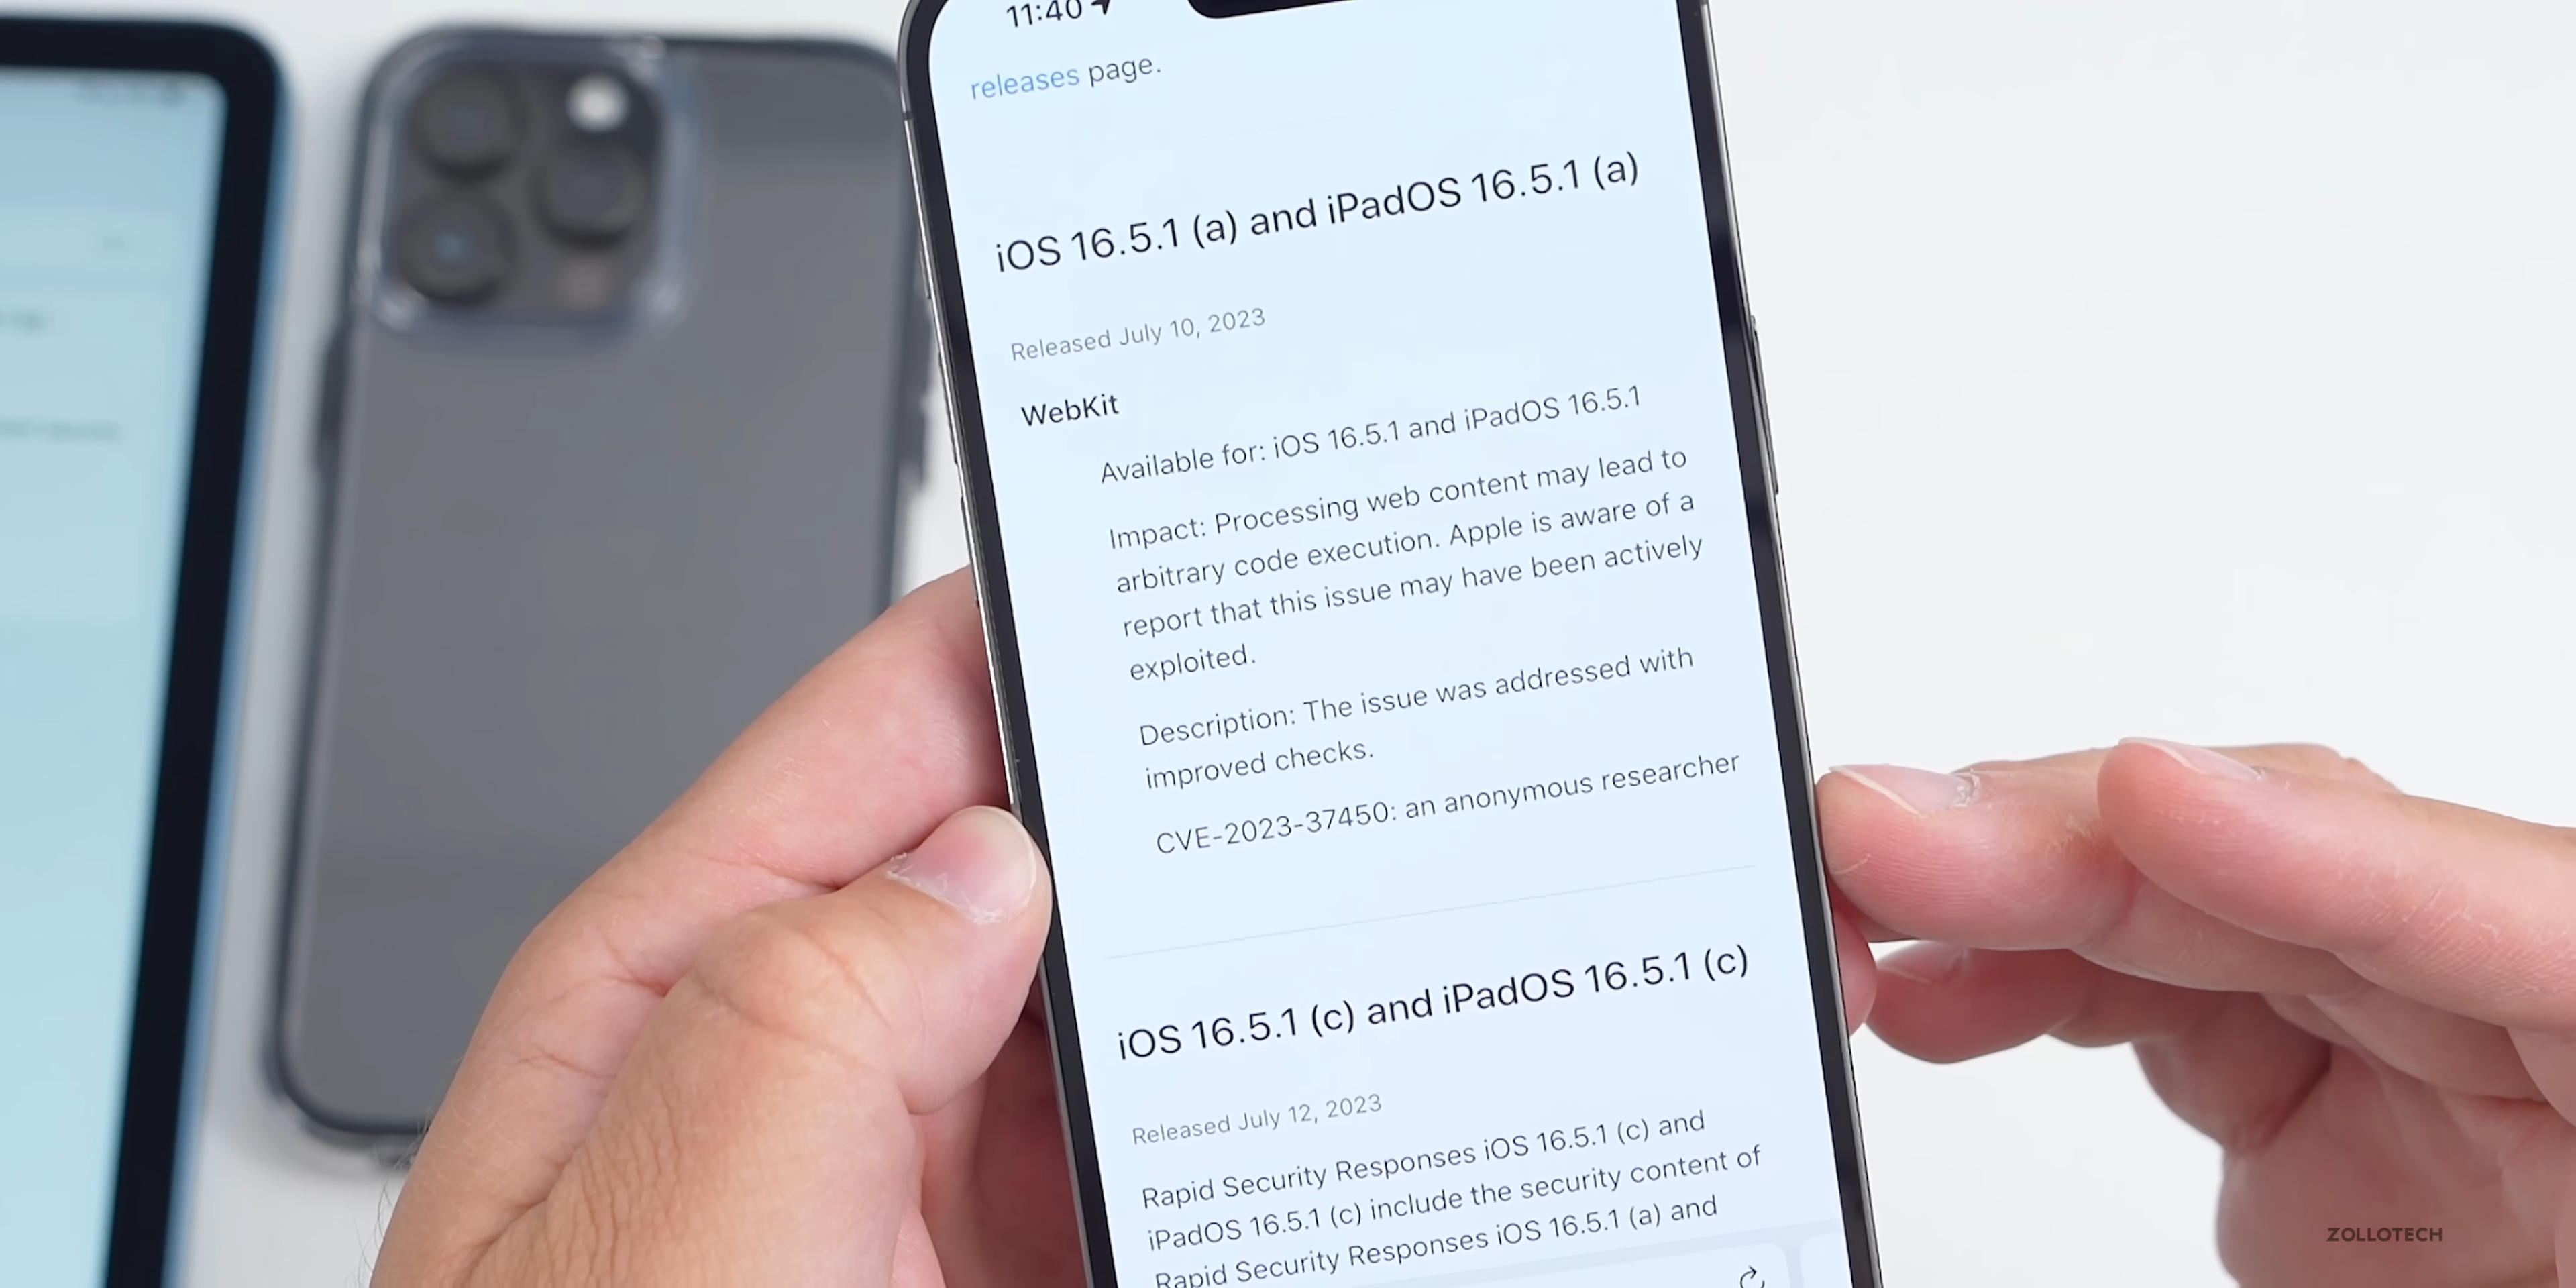 11:40
releases page.
iOS 16.5.1 (a) and iPadOS 16.5.1 (a)
Released July 10, 2023
WebKit
Available for: iOS 16.5.1 and iPadOS 16.5.1
Impact: Processing web content may lead to
arbitrary code execution. Apple is aware of a
report that this issue may have been actively
exploited.
Description: The issue was addressed with
improved checks.
CVE-2023-37450: an anonymous researcher
iOS 16.5.1 (c) and iPadOS 16.5.1 (c)
Released July 12, 2023
Rapid Security Responses iOS 16.5.1 (c) and
iPadOS 16.5.1 (c) include the security content of
Rapid Security Responses iOS 16.5.1 (a) and
ZOLLOTECH